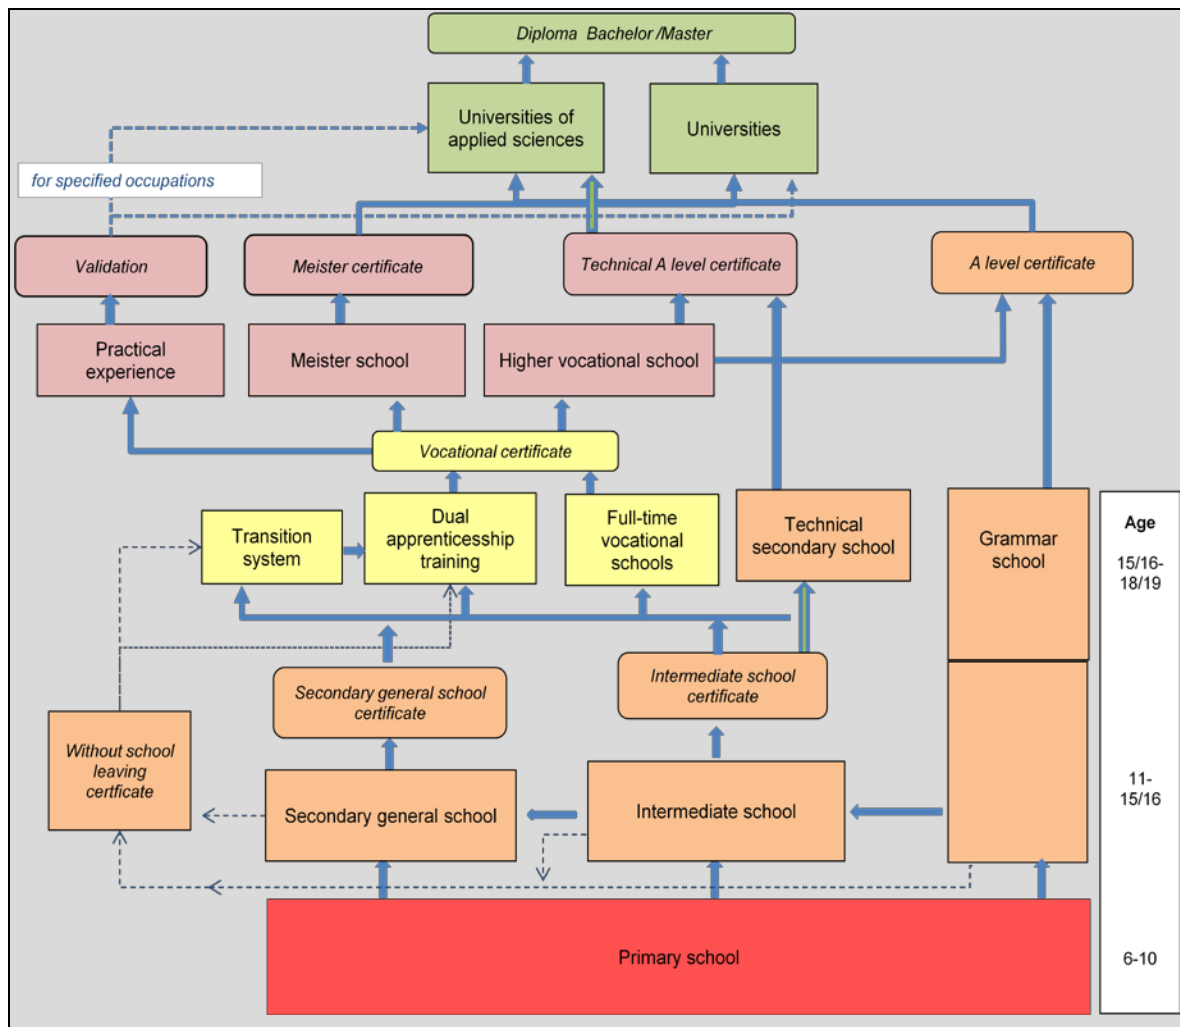 Diploma Bachelor /Master
Universities of
applied sciences
Universities
for specified occupations
Validation
Meister certificate
Technical A level certificate
A level certificate
Practical
experience
Meister school
Higher vocational school
Vocational certificate
Transition
system
Dual
apprenticesship
training
Full-time
vocational
schools
Technical
secondary school
Grammar
school
Age
15/16-
18/19
Secondary general school
certificate
Intermediate school
certificate
Without school
leaving
certficate
Secondary general school
Intermediate school
11-
15/16
Primary school
6-10